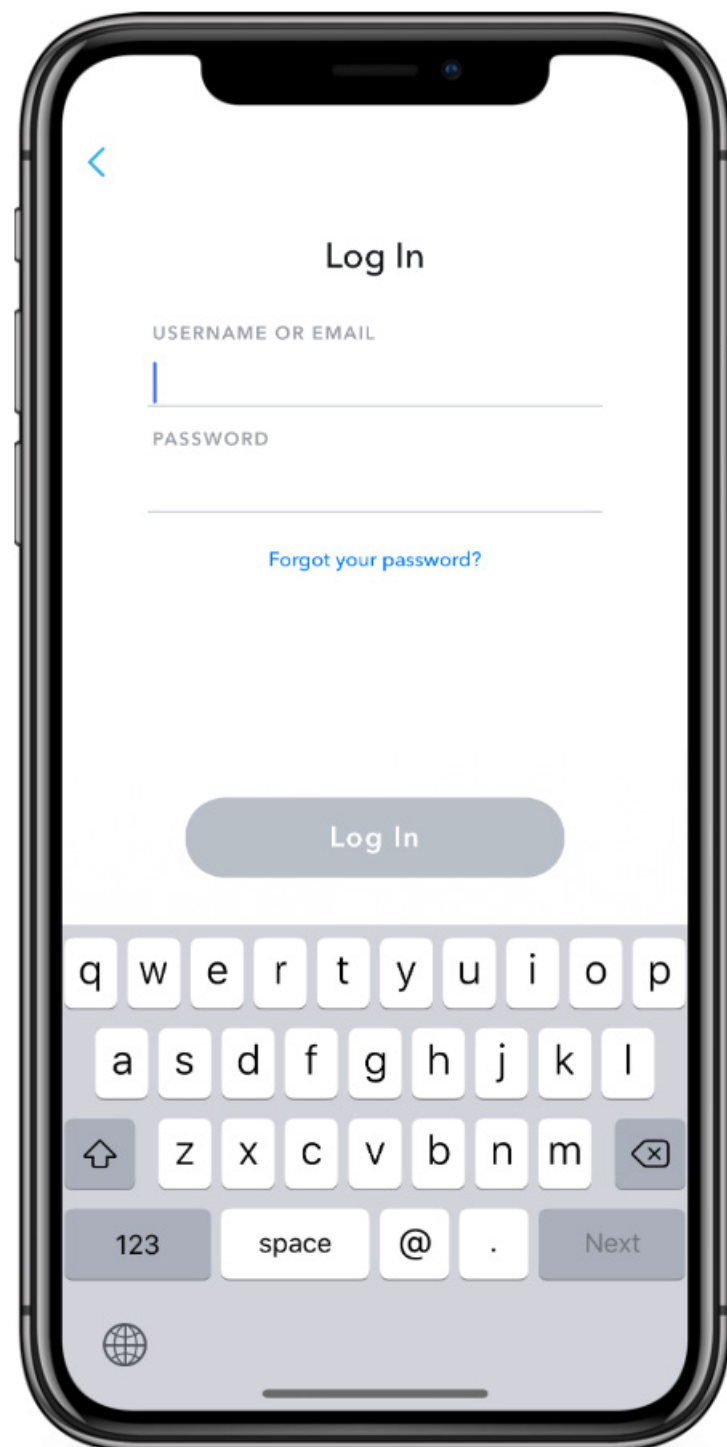 Log In
USERNAME OR EMAIL
PASSWORD
Forgot your password?
Log In
q w e r t y u i o p
a s d f g h j k l
z x c v b n m
123 space @ . Next